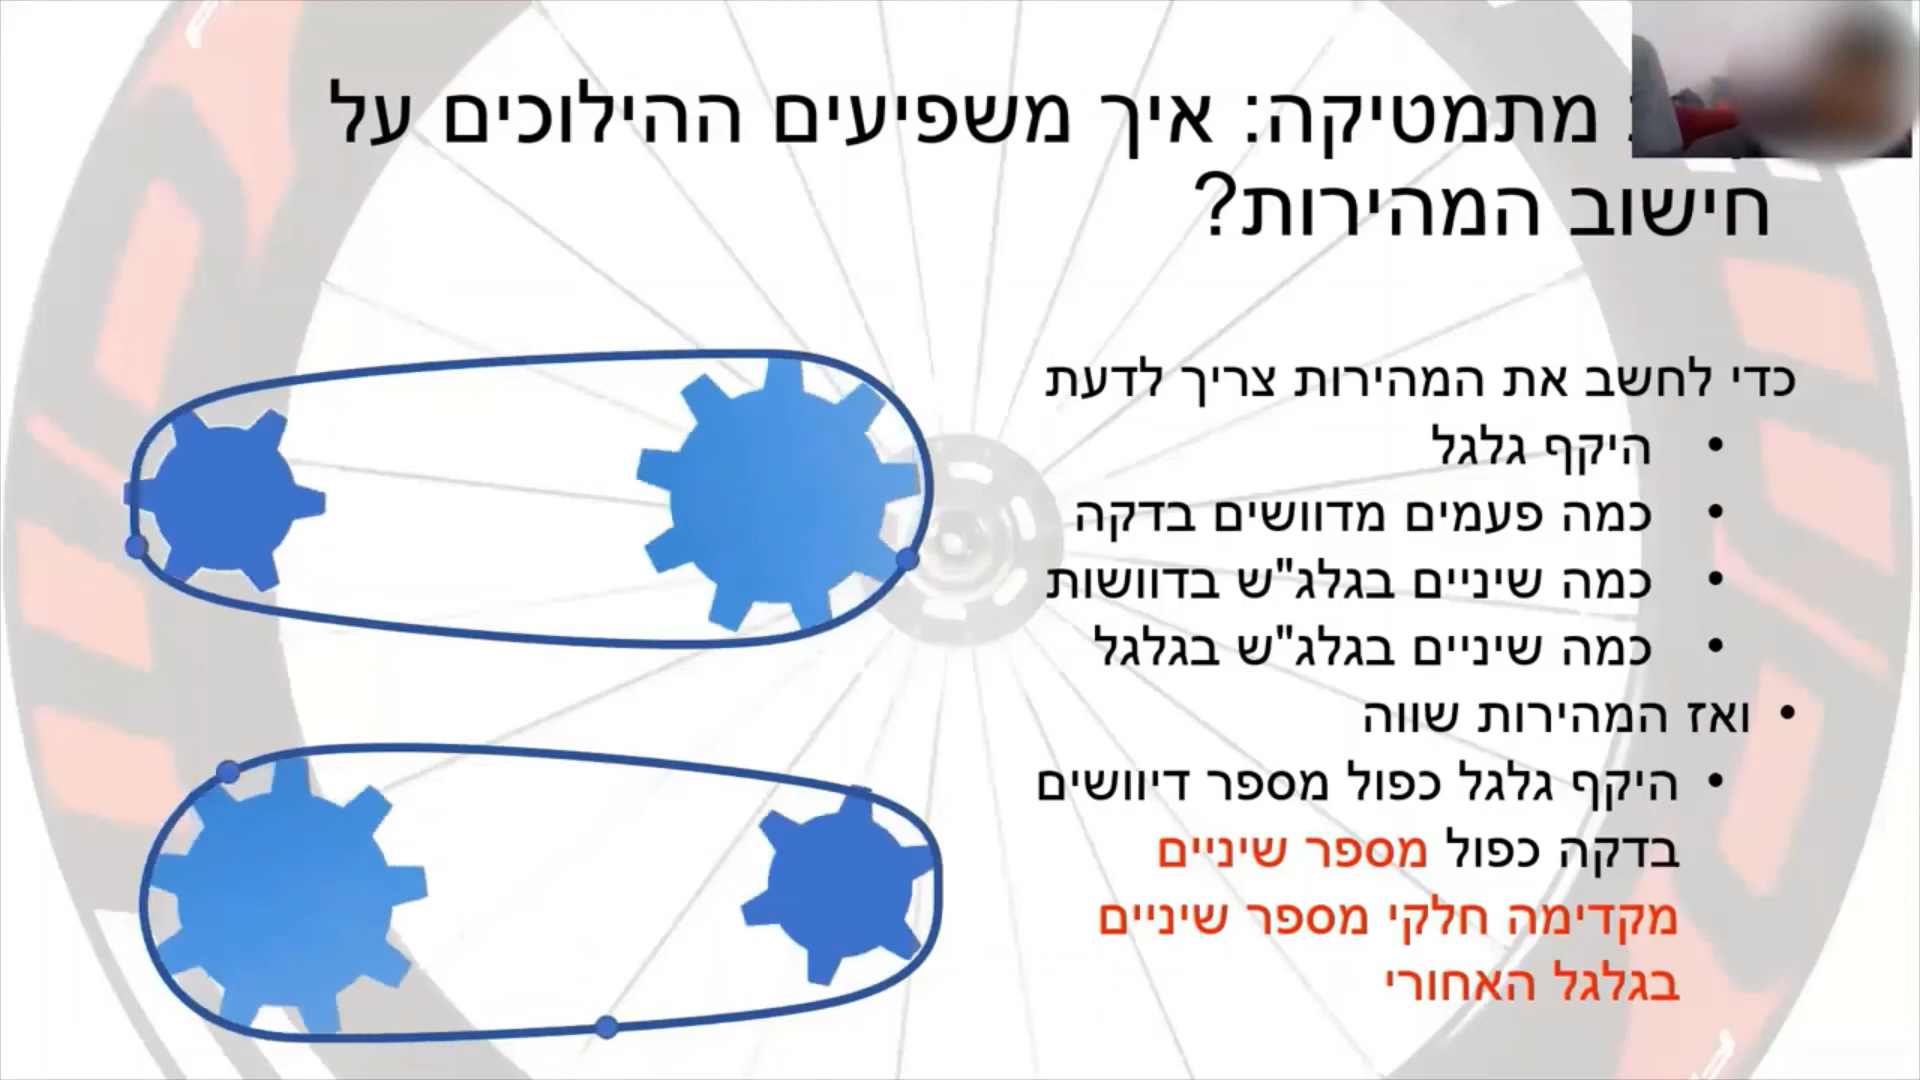 מתמטיקה: איך משפיעים ההילוכים על
חישוב המהירות?
כדי לחשב את המהירות צריך לדעת
• היקף גלגל
• כמה פעמים מדוושים בדקה
• כמה שיניים בגלג"ש בדוושות
• כמה שיניים בגלג"ש בגלגל
• ואז המהירות שווה
• היקף גלגל כפול מספר דיוושים
בדקה כפול מספר שיניים
מקדימה חלקי מספר שיניים
בגלגל האחורי